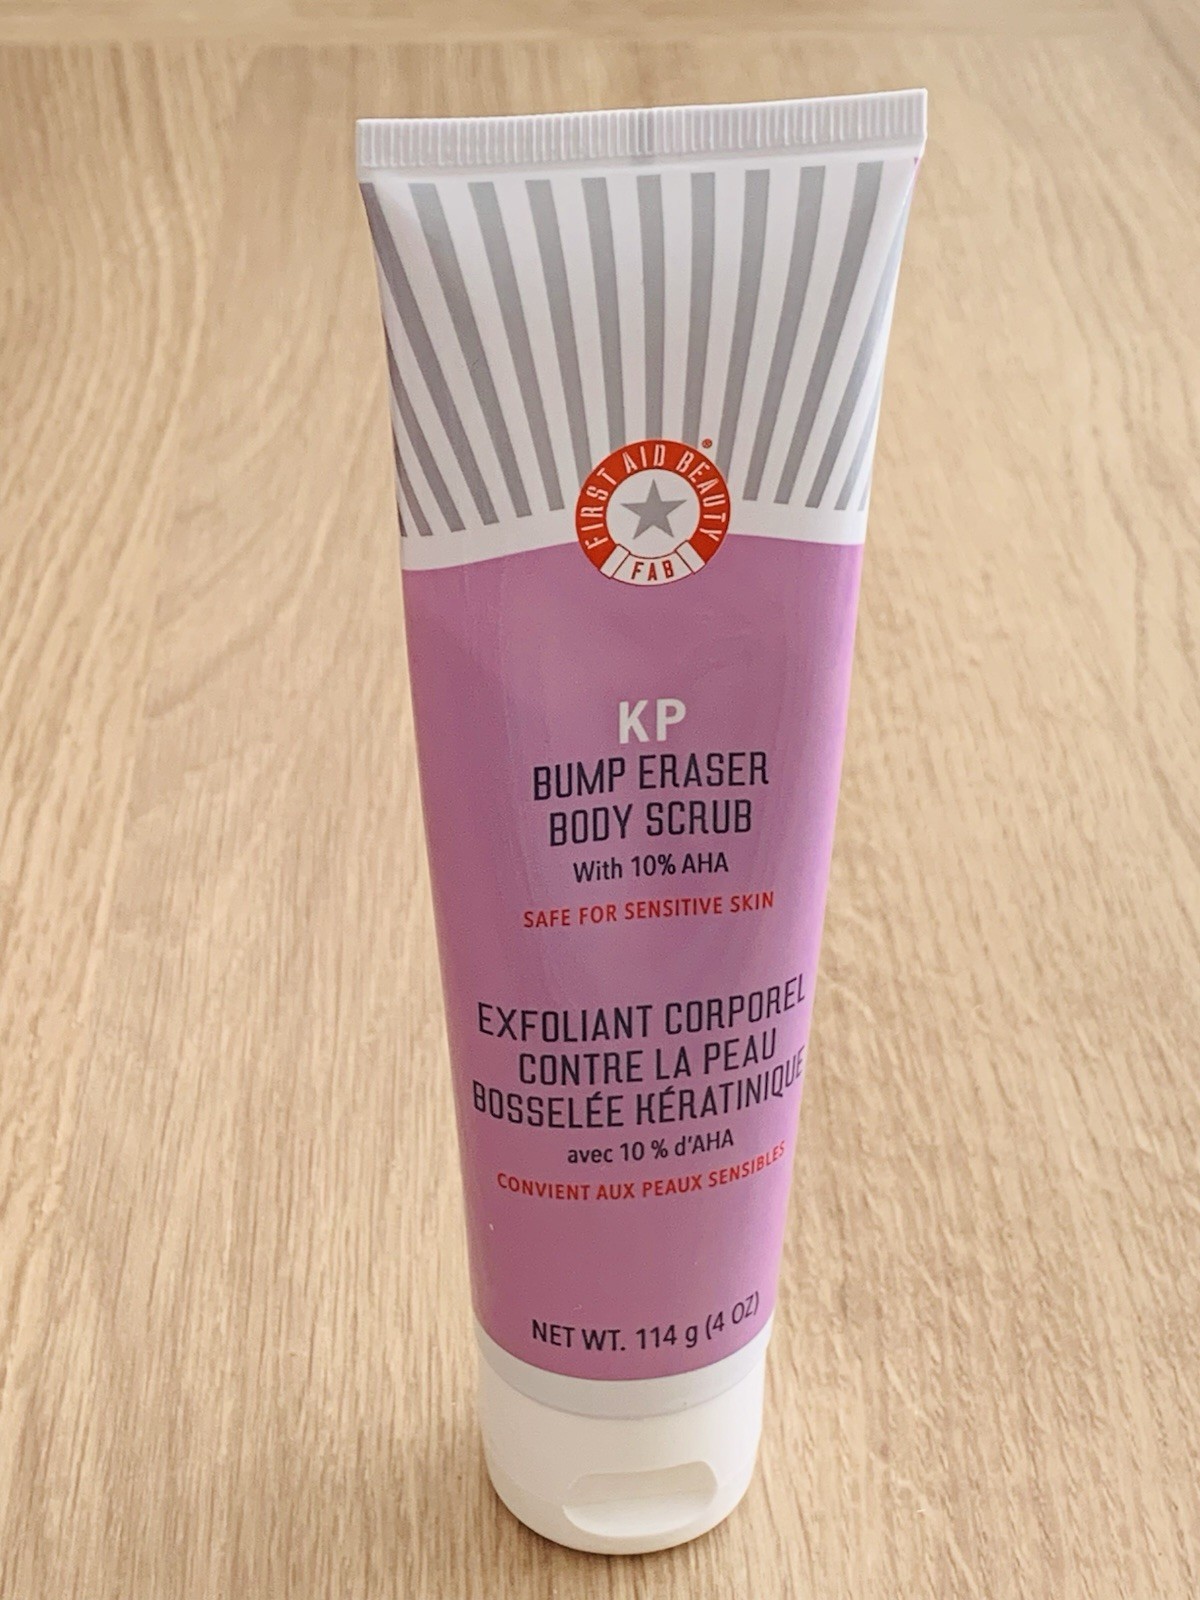 FIRST AID BEAUTY®
FAB
KP
BUMP ERASER
BODY SCRUB
With 10% AHA
SAFE FOR SENSITIVE SKIN
EXFOLIANT CORPOREL
CONTRE LA PEAU
BOSSELÉE KÉRATINIQUE
avec 10 % d'AHA
CONVIENT AUX PEAUX SENSIBLES
NET WT. 114 g (4 OZ)